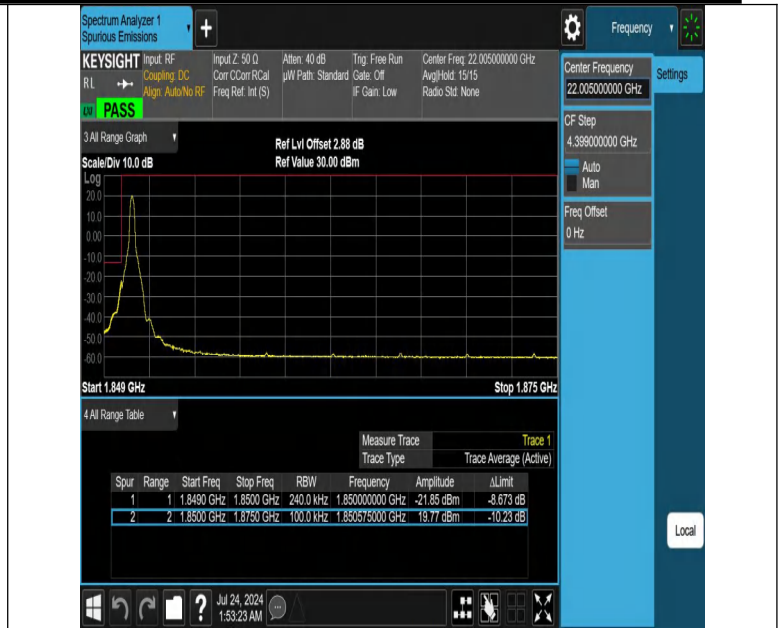 Spectrum Analyzer 1
Spurious Emissions
+
Frequency
KEYSIGHT Input: RF Input Z: 50 Ω Atten: 40 dB Trig: Free Run Center Freq: 22.005000000 GHz
RL Coupling: DC Corr CCorr RCal µW Path: Standard Gate: Off Avg|Hold: 15/15
Align: Auto/No RF Freq Ref: Int (S) IF Gain: Low Radio Std: None
LXI PASS
Center Frequency
22.005000000 GHz
Settings
CF Step
4.399000000 GHz
Auto
Man
Freq Offset
0 Hz
3 All Range Graph
Ref Lvl Offset 2.88 dB
Scale/Div 10.0 dB Ref Value 30.00 dBm
Log
20.0
10.0
0.00
-10.0
-20.0
-30.0
-40.0
-50.0
-60.0
Start 1.849 GHz Stop 1.875 GHz
4 All Range Table
Measure Trace Trace 1
Trace Type Trace Average (Active)
Spur Range Start Freq Stop Freq RBW Frequency Amplitude ΔLimit
1 1 1.8490 GHz 1.8500 GHz 240.0 kHz 1.850000000 GHz -21.85 dBm -8.673 dB
2 2 1.8500 GHz 1.8750 GHz 100.0 kHz 1.850575000 GHz 19.77 dBm -10.23 dB
Local
? Jul 24, 2024
1:53:23 AM